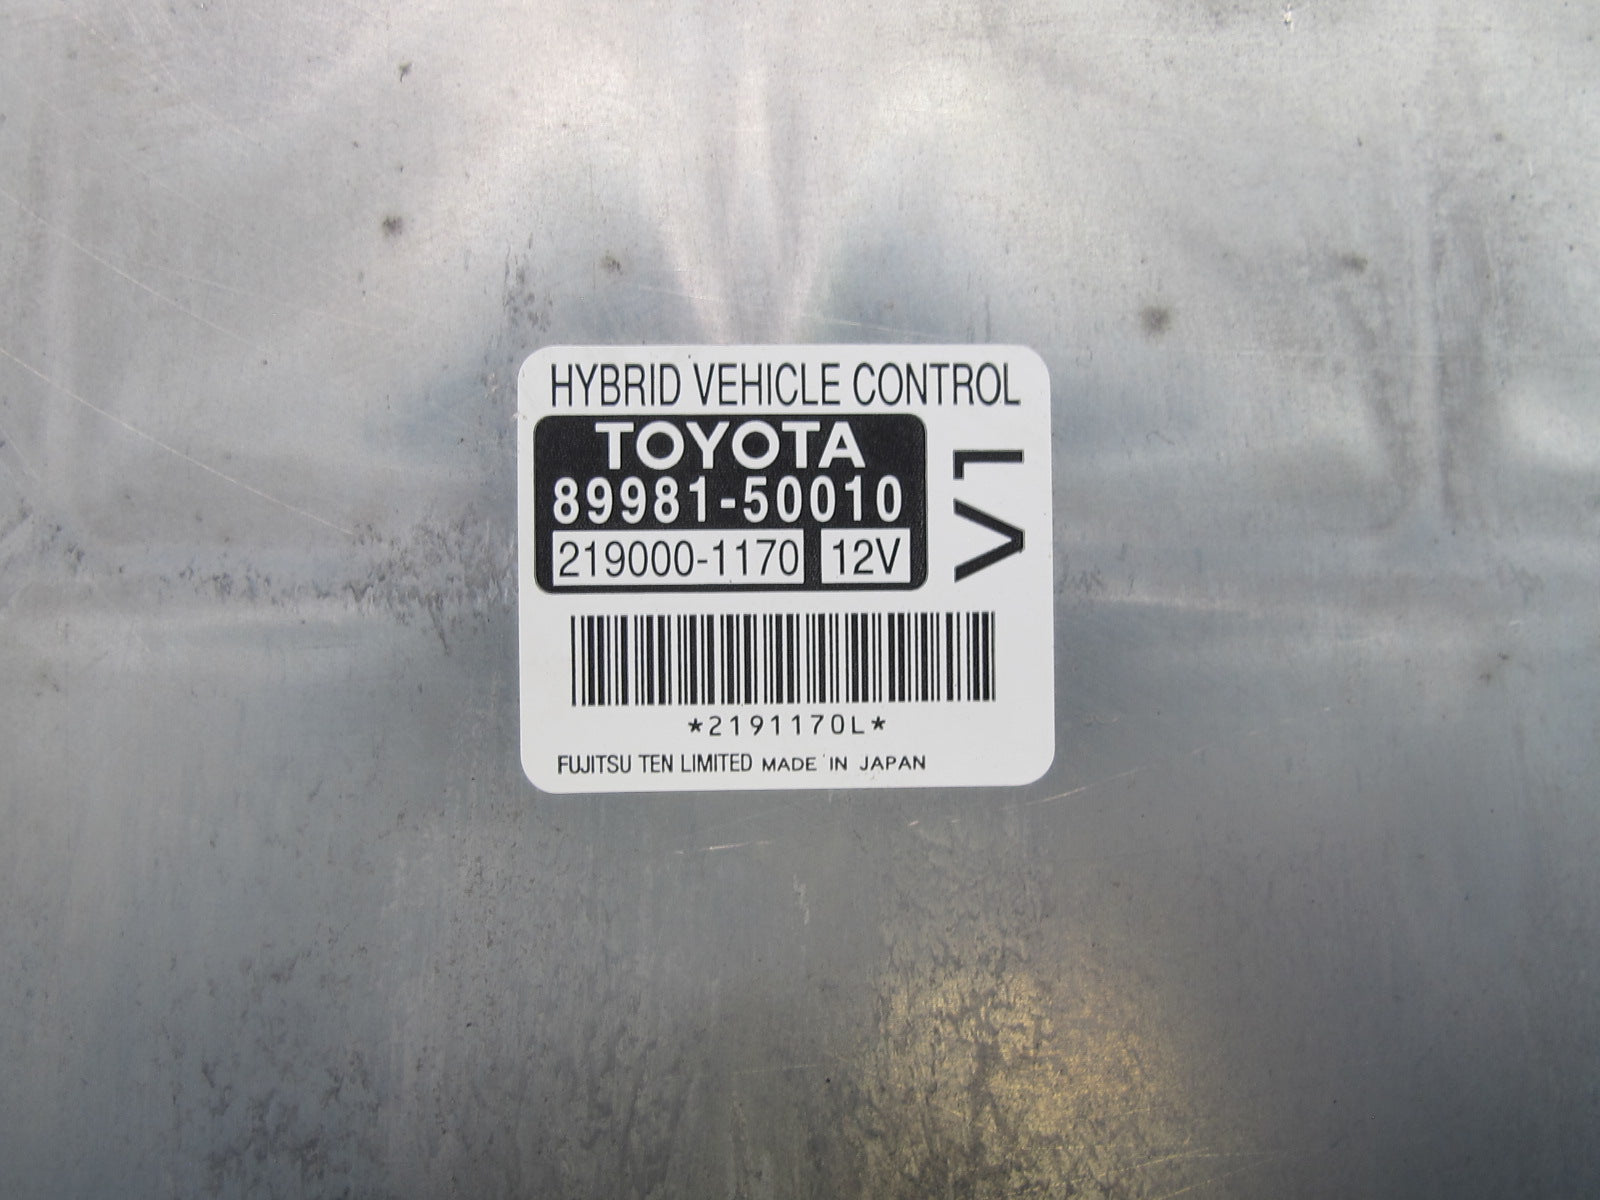 HYBRID VEHICLE CONTROL
TOYOTA
89981-50010
219000-1170 12V
V1
*2191170L*
FUJITSU TEN LIMITED MADE IN JAPAN